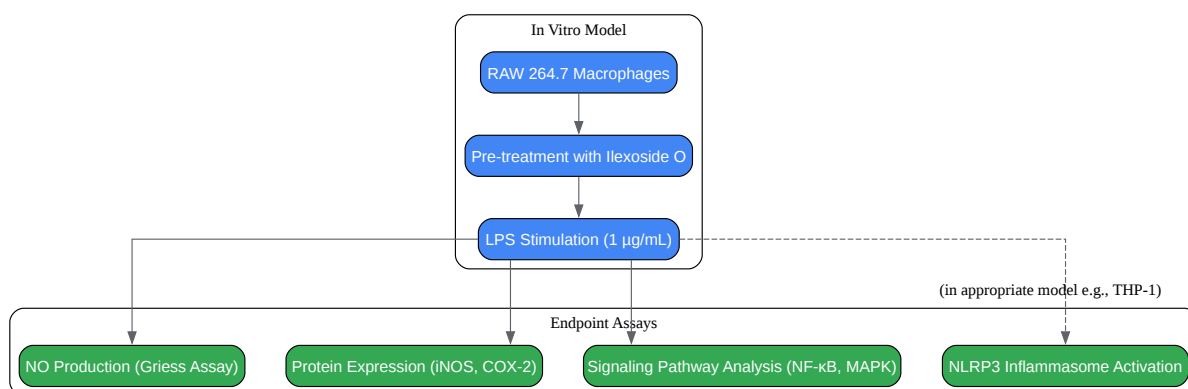 In Vitro Model
RAW 264.7 Macrophages
Pre-treatment with Ilexoside O
LPS Stimulation (1 µg/mL)
(in appropriate model e.g., THP-1)
Endpoint Assays
NO Production (Griess Assay)
Protein Expression (iNOS, COX-2)
Signaling Pathway Analysis (NF-κB, MAPK)
NLRP3 Inflammasome Activation